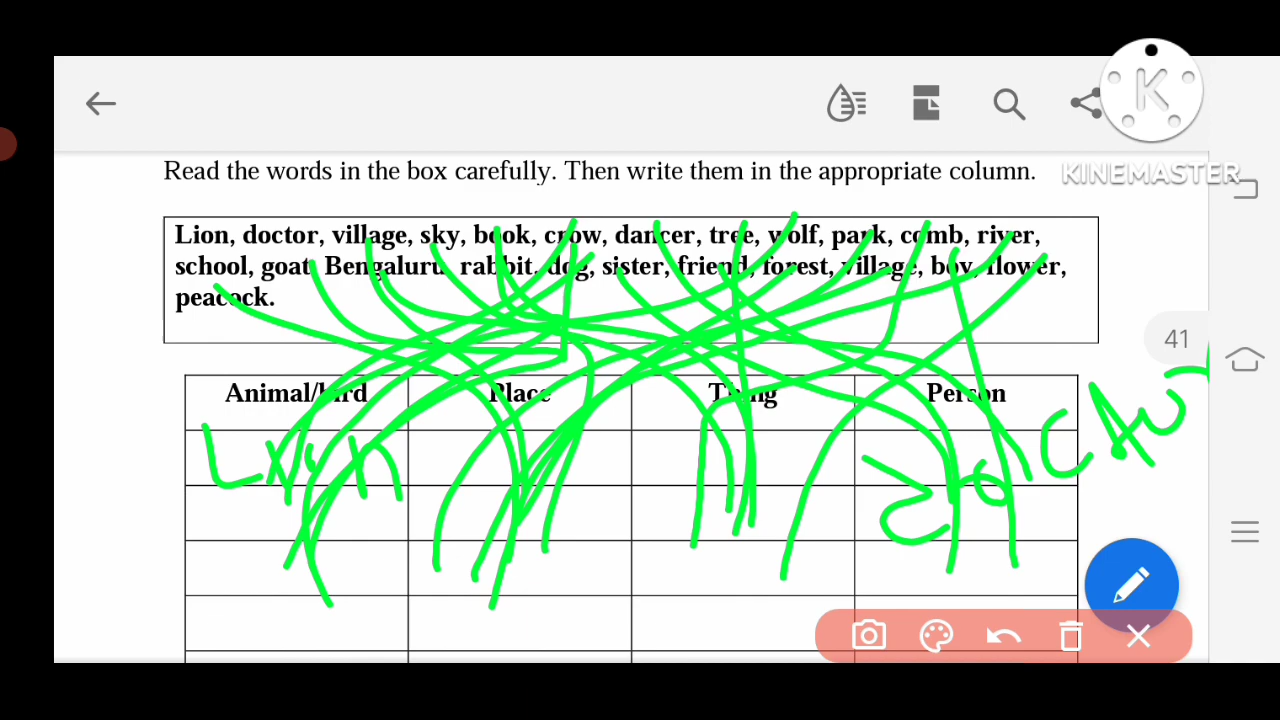 KINEMASTER
Read the words in the box carefully. Then write them in the appropriate column.
Lion, doctor, village, sky, book, crow, dancer, tree, wolf, park, comb, river,
school, goat, Bengaluru, rabbit, dog, sister, friend, forest, village, boy, flower,
peacock.
41
Animal/bird Place Thing Person